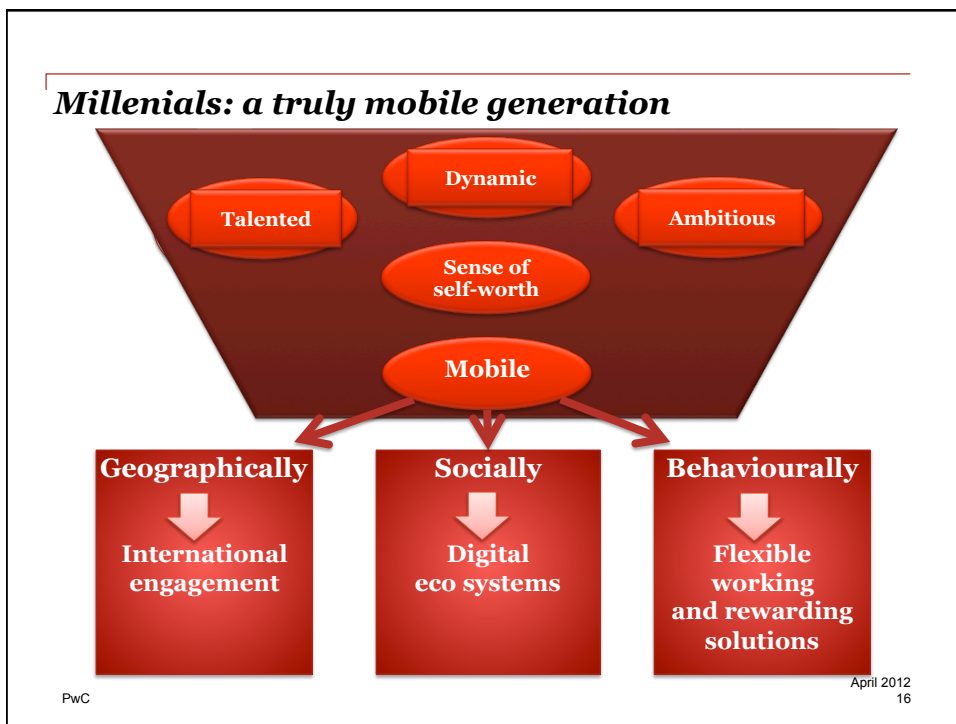 Millenials: a truly mobile generation
Dynamic
Talented
Ambitious
Sense of
self-worth
Mobile
Geographically
International
engagement
Socially
Digital
eco systems
Behaviourally
Flexible
working
and rewarding
solutions
PwC
April 2012
16